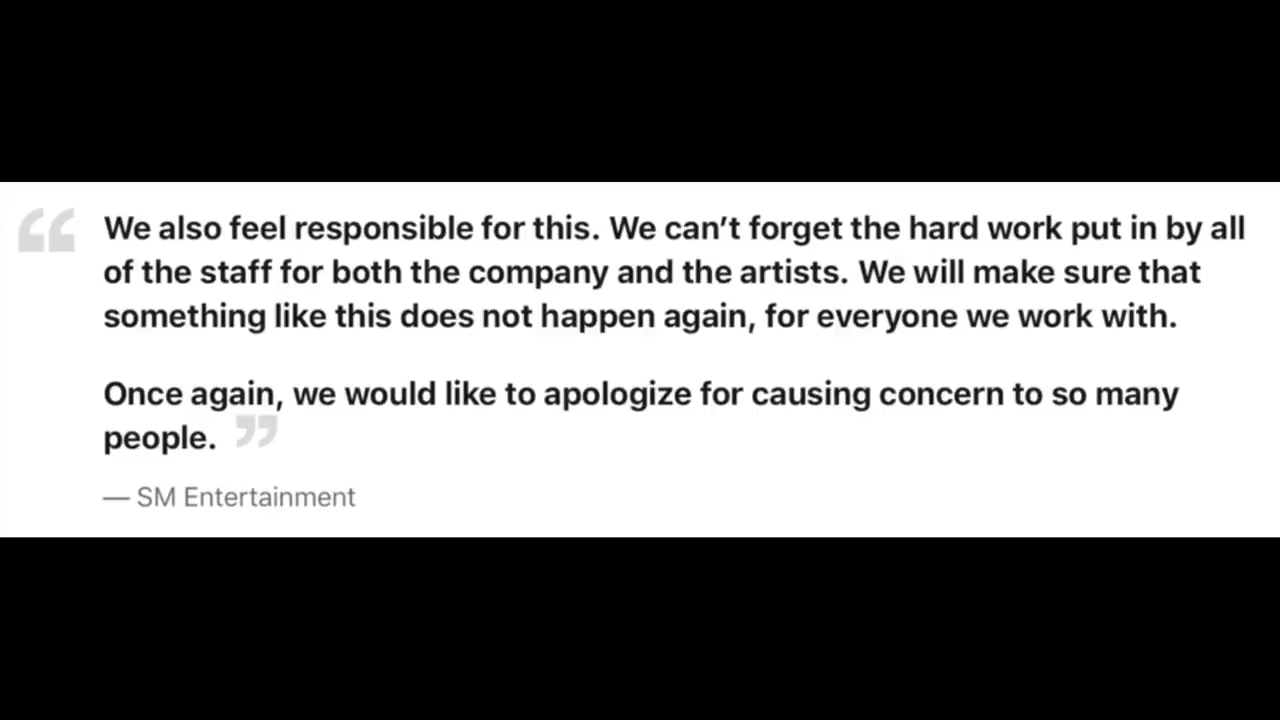 “ We also feel responsible for this. We can’t forget the hard work put in by all
of the staff for both the company and the artists. We will make sure that
something like this does not happen again, for everyone we work with.
Once again, we would like to apologize for causing concern to so many
people. ”
— SM Entertainment